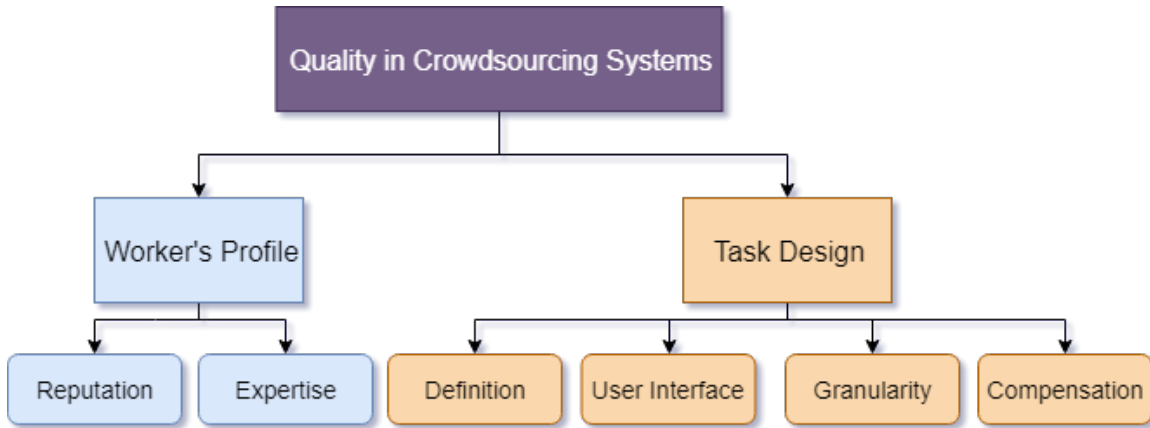 Quality in Crowdsourcing Systems
Worker's Profile
Task Design
Reputation
Expertise
Definition
User Interface
Granularity
Compensation